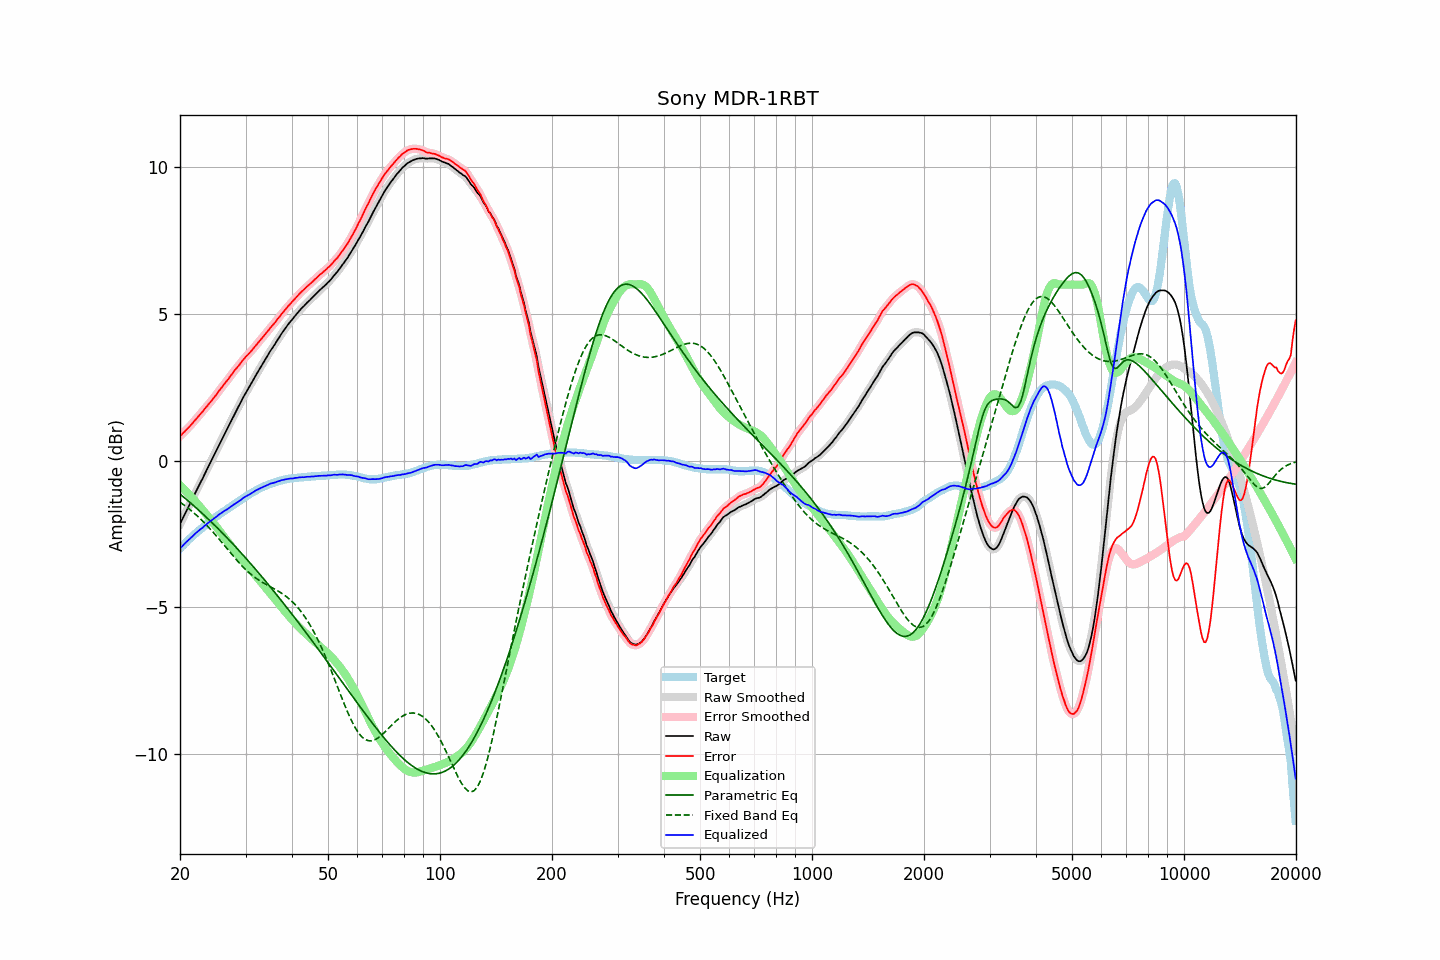 Sony MDR-1RBT
Amplitude (dBr)
10
5
0
−5
−10
20
50
100
200
500
1000
2000
5000
10000
20000
Frequency (Hz)
Target
Raw Smoothed
Error Smoothed
Raw
Error
Equalization
Parametric Eq
Fixed Band Eq
Equalized